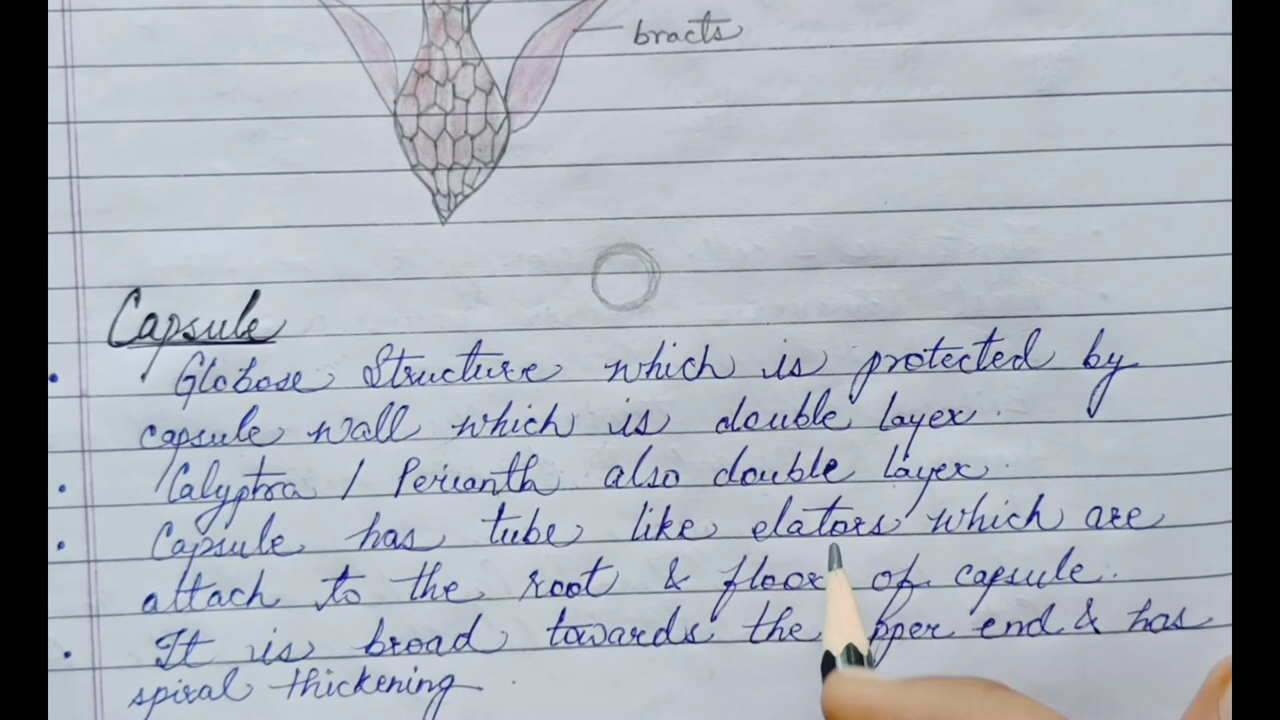 bracts
Capsule
• Globose Structure which is protected by
capsule wall which is double layer.
• Calyptra / Perianth also double layer.
• Capsule has tube like elators which are
attach to the root & floor of capsule.
• It is broad towards the pper end & has
spiral thickening.